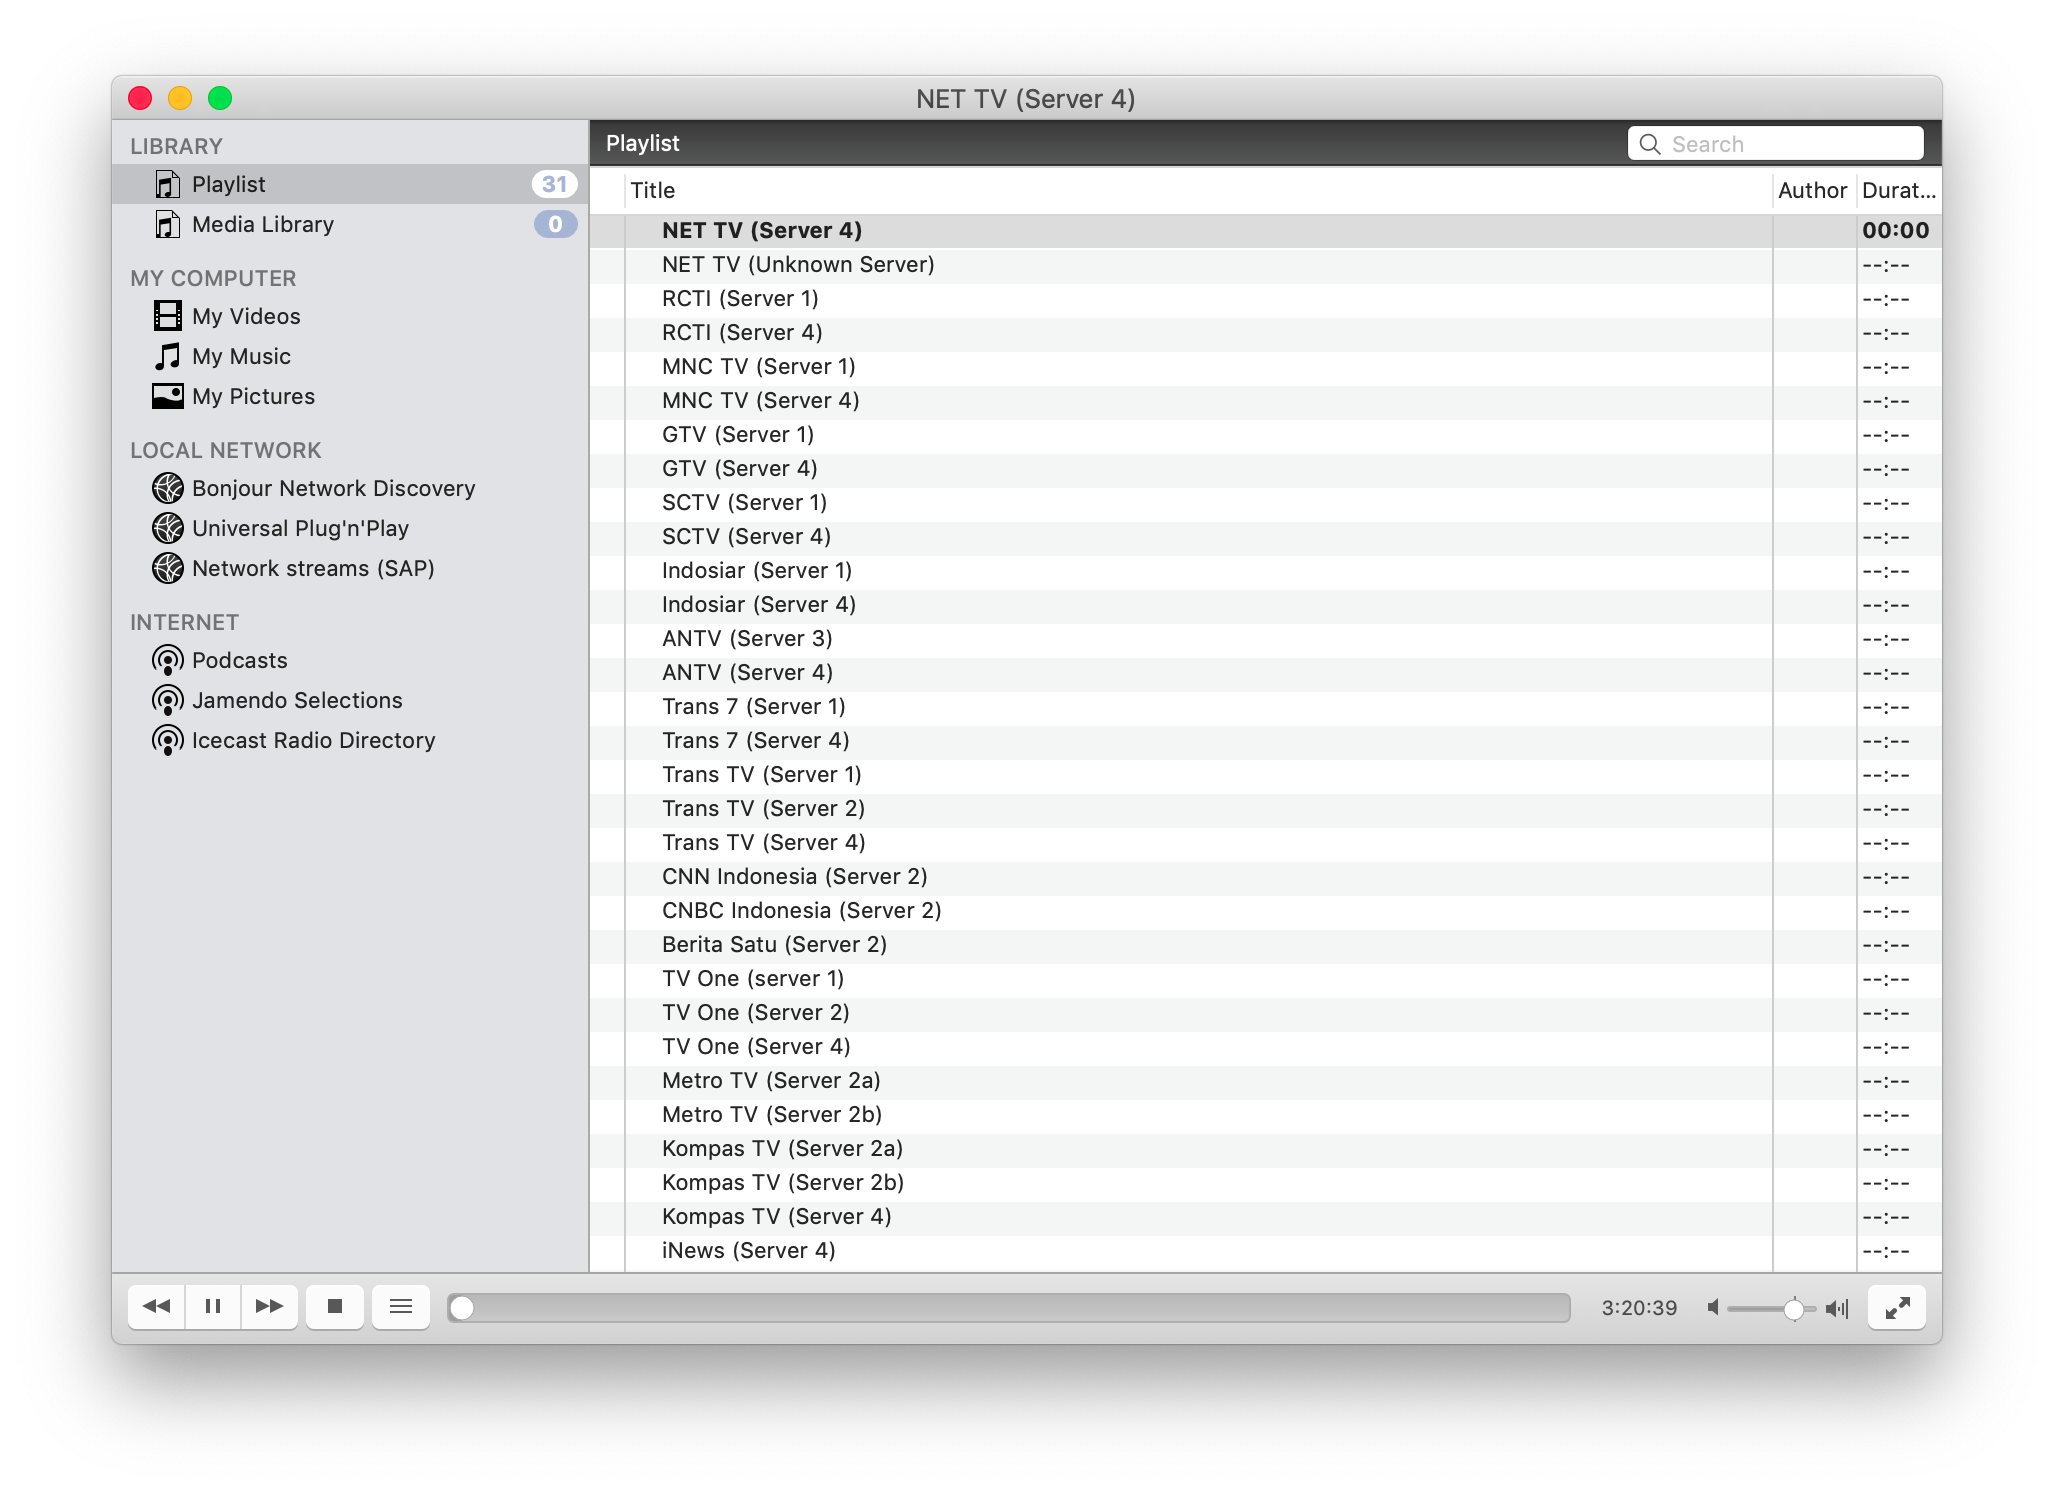 NET TV (Server 4)
LIBRARY
Playlist 31
Media Library 0
MY COMPUTER
My Videos
My Music
My Pictures
LOCAL NETWORK
Bonjour Network Discovery
Universal Plug'n'Play
Network streams (SAP)
INTERNET
Podcasts
Jamendo Selections
Icecast Radio Directory
Playlist Search
Title Author Durat...
NET TV (Server 4) 00:00
NET TV (Unknown Server) --:--
RCTI (Server 1) --:--
RCTI (Server 4) --:--
MNC TV (Server 1) --:--
MNC TV (Server 4) --:--
GTV (Server 1) --:--
GTV (Server 4) --:--
SCTV (Server 1) --:--
SCTV (Server 4) --:--
Indosiar (Server 1) --:--
Indosiar (Server 4) --:--
ANTV (Server 3) --:--
ANTV (Server 4) --:--
Trans 7 (Server 1) --:--
Trans 7 (Server 4) --:--
Trans TV (Server 1) --:--
Trans TV (Server 2) --:--
Trans TV (Server 4) --:--
CNN Indonesia (Server 2) --:--
CNBC Indonesia (Server 2) --:--
Berita Satu (Server 2) --:--
TV One (server 1) --:--
TV One (Server 2) --:--
TV One (Server 4) --:--
Metro TV (Server 2a) --:--
Metro TV (Server 2b) --:--
Kompas TV (Server 2a) --:--
Kompas TV (Server 2b) --:--
Kompas TV (Server 4) --:--
iNews (Server 4) --:--
3:20:39